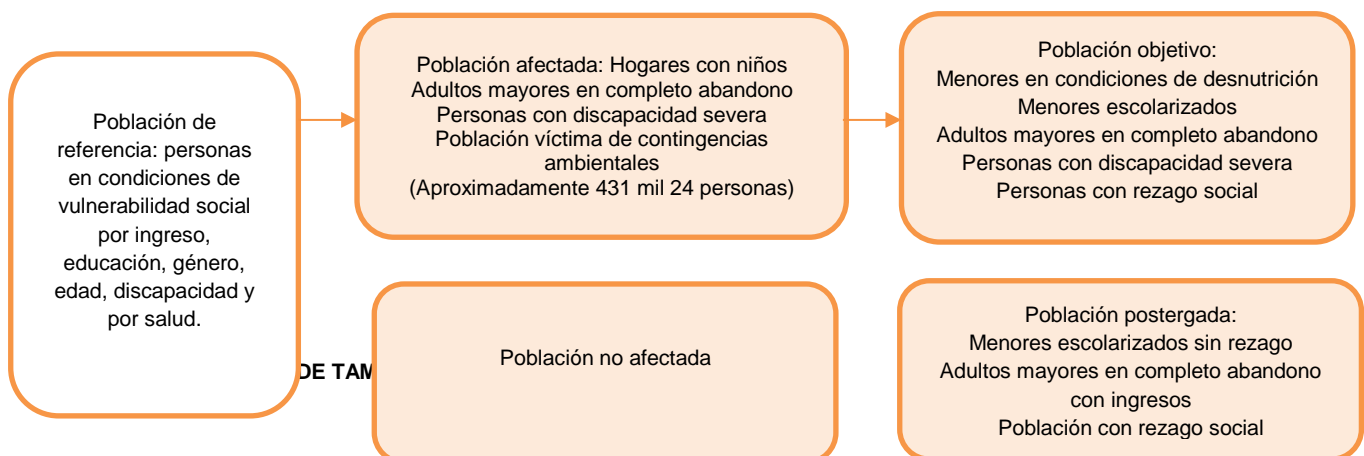 Población de
referencia: personas
en condiciones de
vulnerabilidad social
por ingreso,
educación, género,
edad, discapacidad y
por salud.
Población afectada: Hogares con niños
Adultos mayores en completo abandono
Personas con discapacidad severa
Población víctima de contingencias
ambientales
(Aproximadamente 431 mil 24 personas)
Población objetivo:
Menores en condiciones de desnutrición
Menores escolarizados
Adultos mayores en completo abandono
Personas con discapacidad severa
Personas con rezago social
DE TAM
Población no afectada
Población postergada:
Menores escolarizados sin rezago
Adultos mayores en completo abandono
con ingresos
Población con rezago social